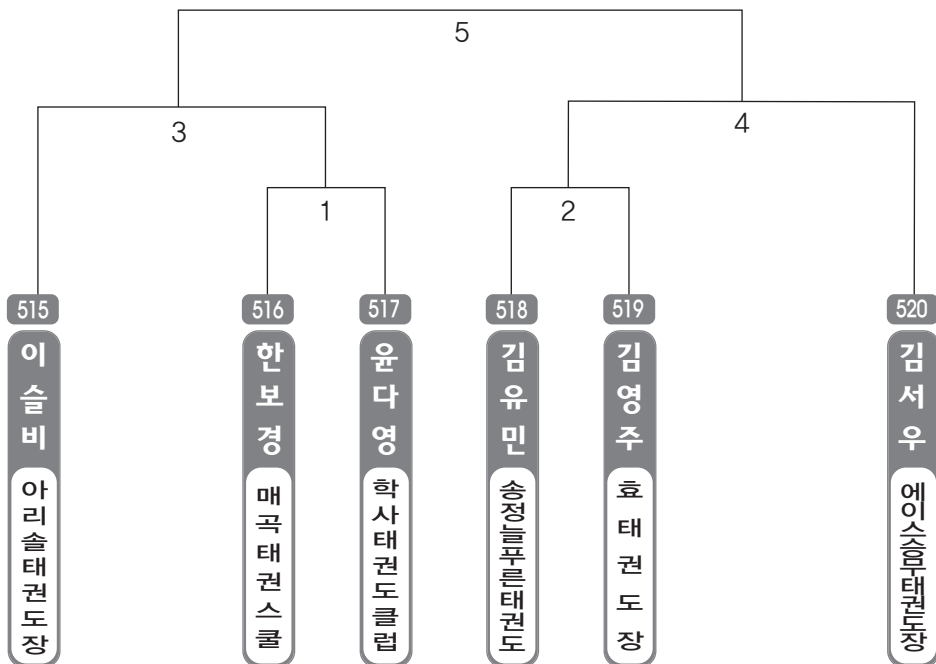 5
3
4
1
2
515
516
517
518
519
520
이슬비
한보경
윤다영
김유민
김영주
김서우
아리솔태권도장
매곡태권스쿨
학사태권도클럽
송정늘푸른태권도
효태권도장
에이스승무태권도장